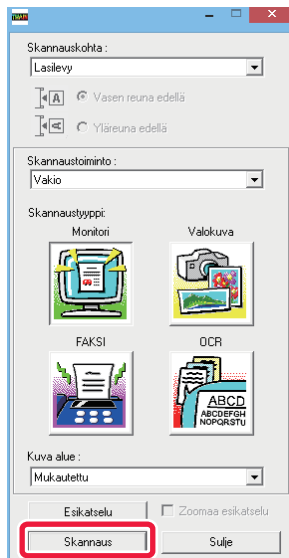 Skannauskohta :
Lasilevy
A Vasen reuna edellä
A Yläreuna edellä
Skannaustoiminto :
Vakio
Skannaustyyppi:
Monitori Valokuva
FAKSI OCR
ABCD
ABCDEFGH
NOPQRSTU
Kuva alue :
Mukautettu
Esikatselu Zoomaa esikatselu
Skannaus Sulje